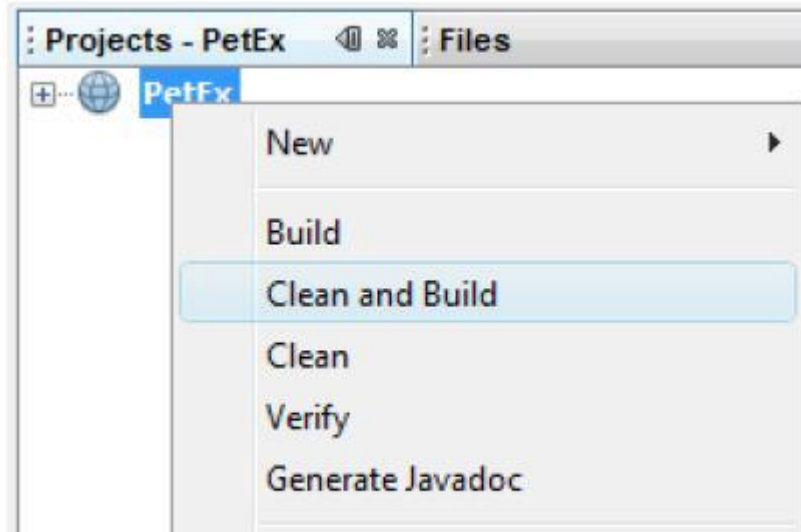 Projects - PetEx Files
PetEx
New
Build
Clean and Build
Clean
Verify
Generate Javadoc